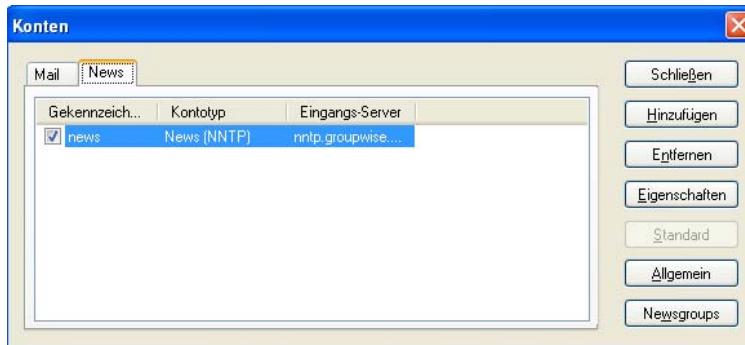 Konten
Mail News
Gekennzeich... Kontotyp Eingangs-Server
news News (NNTP) nntp.groupwise....
Schließen
Hinzufügen
Entfernen
Eigenschaften
Standard
Allgemein
Newsgroups